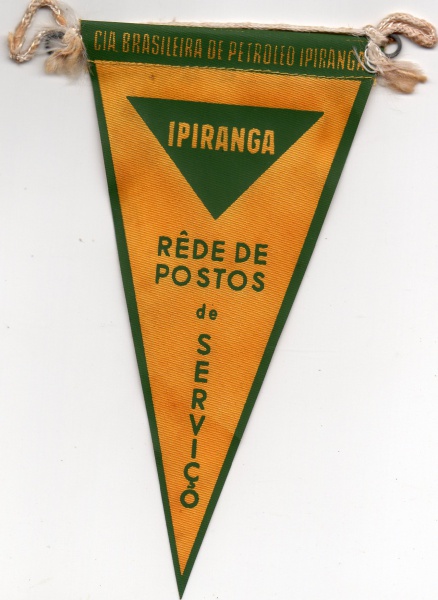 CIA. BRASILEIRA DE PETROLEO IPIRANGA
IPIRANGA
RÊDE DE
POSTOS
de
SERVIÇO